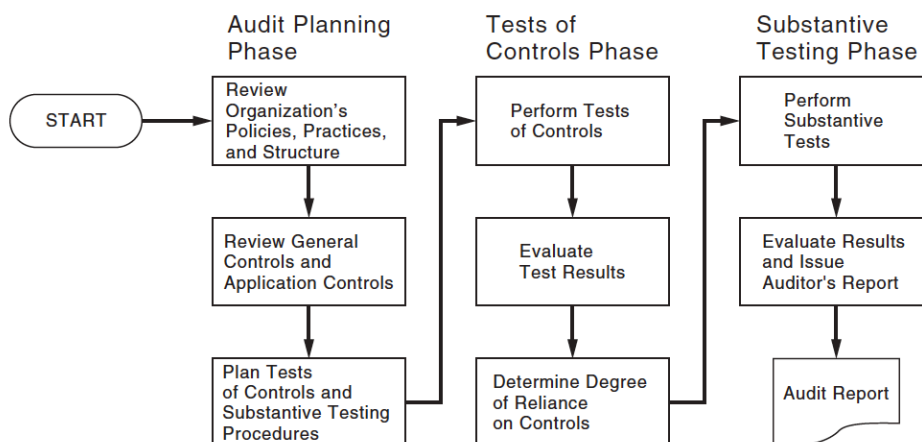 Audit Planning
Phase
Tests of
Controls Phase
Substantive
Testing Phase
START
Review
Organization's
Policies, Practices,
and Structure
Review General
Controls and
Application Controls
Plan Tests
of Controls and
Substantive Testing
Procedures
Perform Tests
of Controls
Evaluate
Test Results
Determine Degree
of Reliance
on Controls
Perform
Substantive
Tests
Evaluate Results
and Issue
Auditor's Report
Audit Report